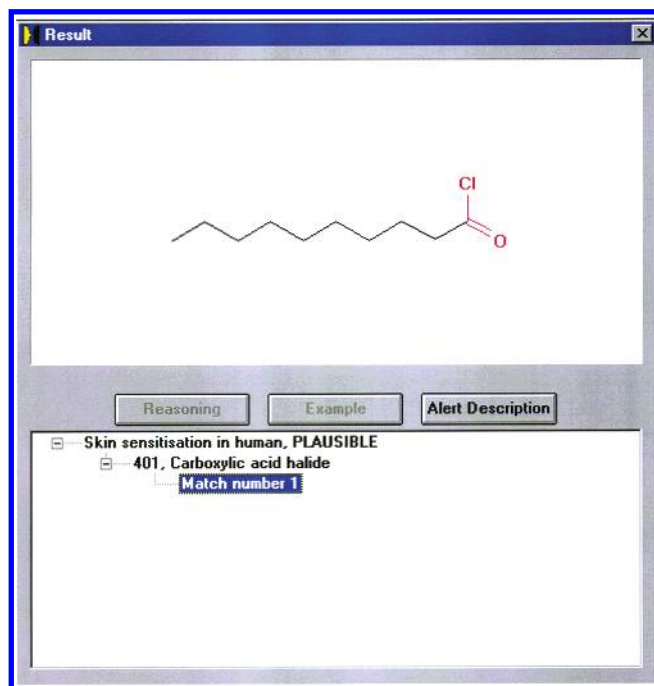 Result
Cl
O
Reasoning
Example
Alert Description
Skin sensitisation in human, PLAUSIBLE
401, Carboxylic acid halide
Match number 1